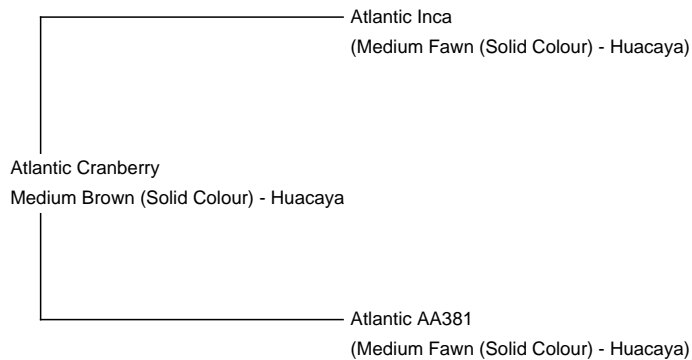 Atlantic Inca
(Medium Fawn (Solid Colour) - Huacaya)
Atlantic Cranberry
Medium Brown (Solid Colour) - Huacaya
Atlantic AA381
(Medium Fawn (Solid Colour) - Huacaya)